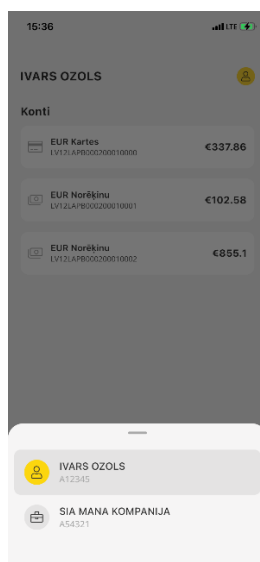 15:36
LTE
IVARS OZOLS
Konti
EUR Kartes
€337.86
LV12LAPB000200010000
EUR Norēķinu
€102.58
LV12LAPB000200010001
EUR Norēķinu
€855.1
LV12LAPB000200010002
IVARS OZOLS
A12345
SIA MANA KOMPANIJA
A54321